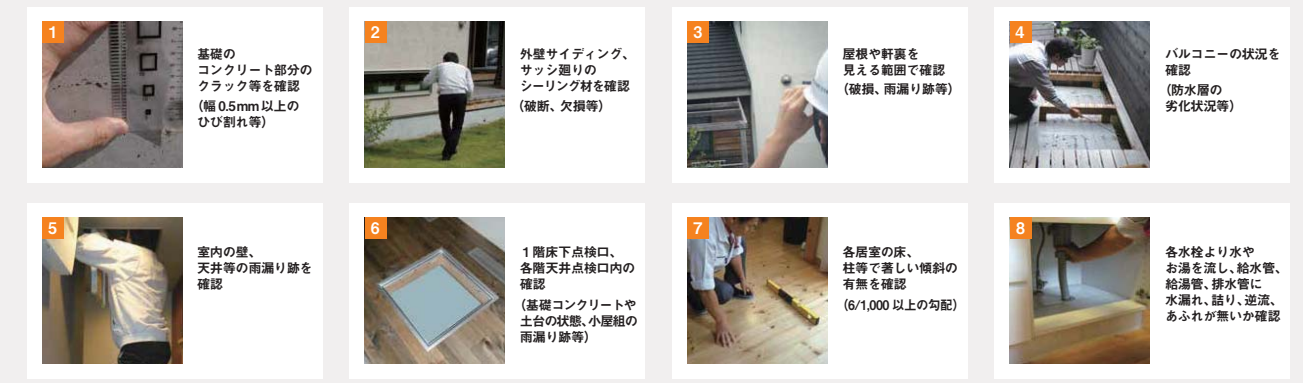 1
基礎の
コンクリート部分の
クラック等を確認
（幅0.5mm以上の
ひび割れ等）
2
外壁サイディング、
サッシ廻りの
シーリング材を確認
（破断、欠損等）
3
屋根や軒裏を
見える範囲で確認
（破損、雨漏り跡等）
4
バルコニーの状況を
確認
（防水層の
劣化状況等）
5
室内の壁、
天井等の雨漏り跡を
確認
6
1階床下点検口、
各階天井点検口内の
確認
（基礎コンクリートや
土台の状態、小屋組の
雨漏り跡等）
7
各居室の床、
柱等で著しい傾斜の
有無を確認
（6/1,000以上の勾配）
8
各水栓より水や
お湯を流し、給水管、
給湯管、排水管に
水漏れ、詰り、逆流、
あふれが無いか確認